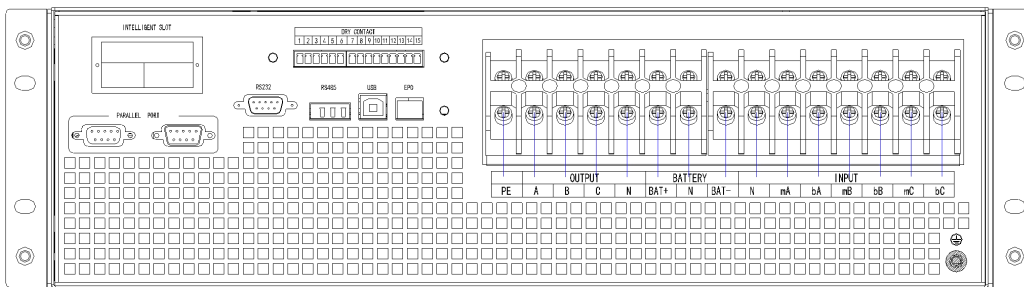 INTELLIGENT SLOT
DRY CONTACT
1 2 3 4 5 6 7 8 9 10 11 12 13 14 15
RS232 RS485 USB EPO
PARALLEL PORD
OUTPUT BATTERY INPUT
PE A B C N BAT+ N BAT- N mA bA mB bB mC bC